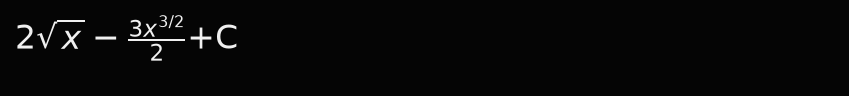 2√x − 3x^{3/2}/2 + C